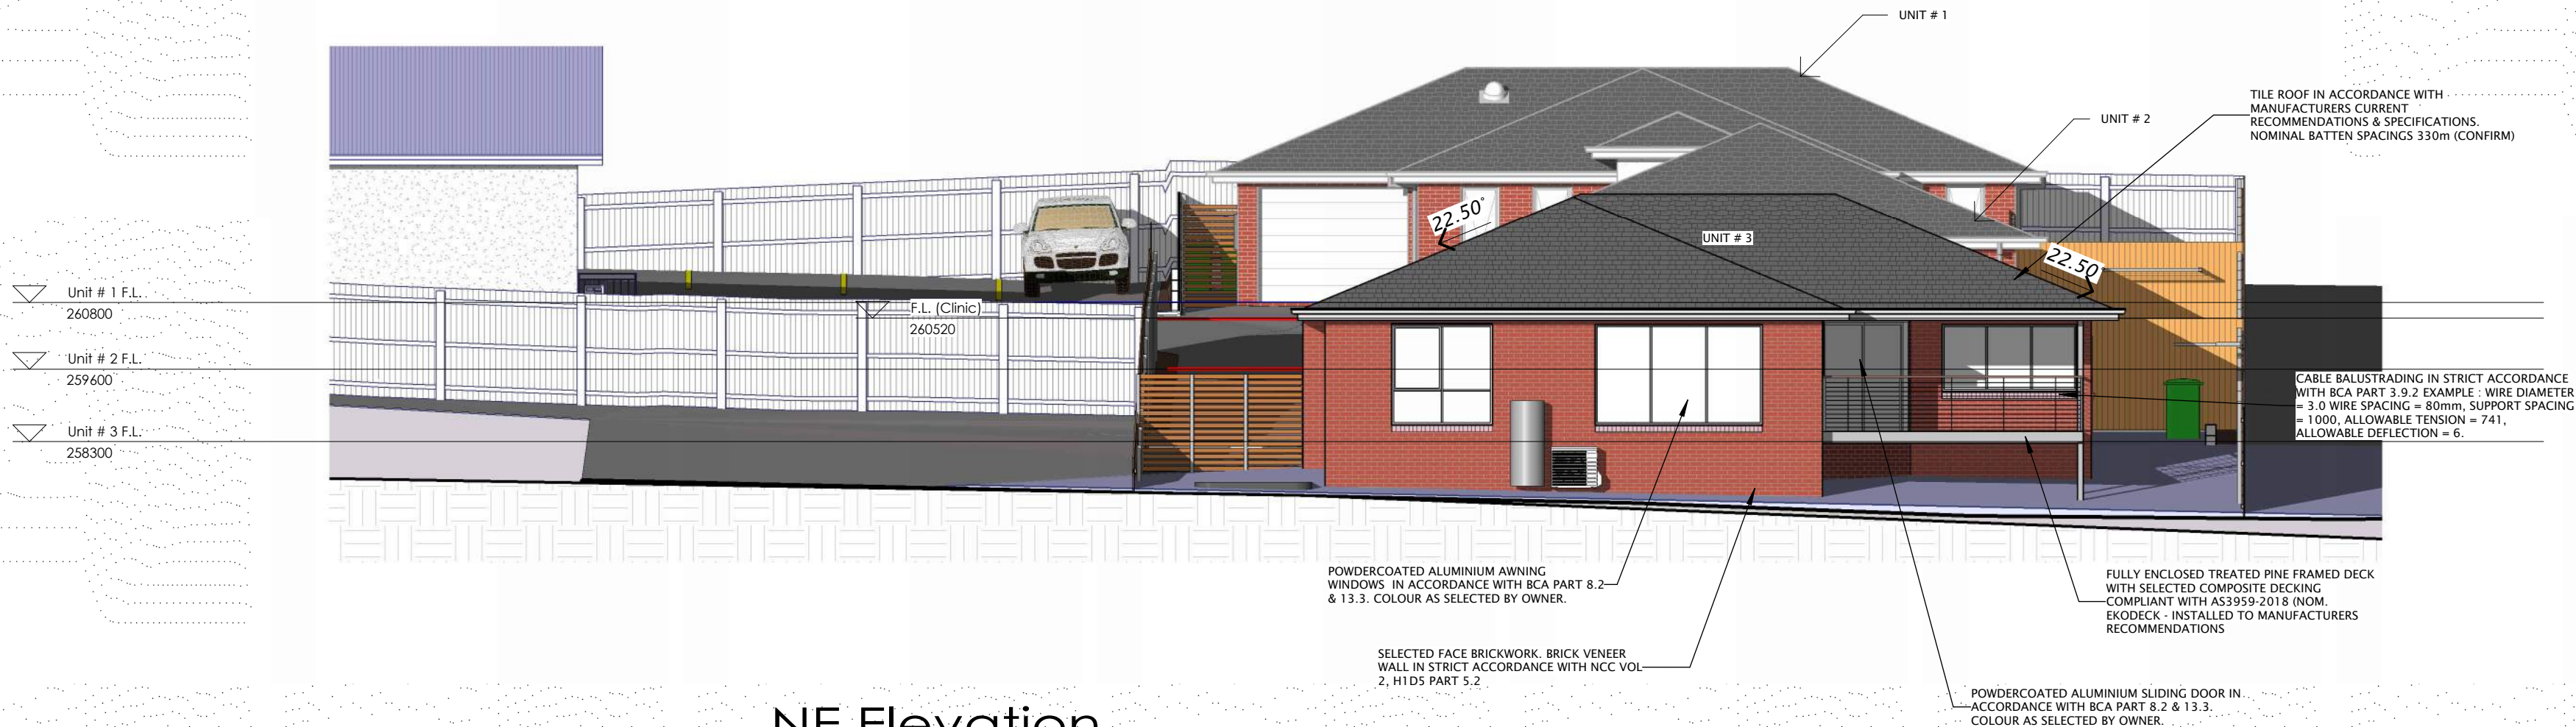 UNIT # 1
TILE ROOF IN ACCORDANCE WITH
MANUFACTURERS CURRENT
RECOMMENDATIONS & SPECIFICATIONS.
NOMINAL BATTEN SPACINGS 330m (CONFIRM)
UNIT # 2
22.50°
UNIT # 3
22.50°
Unit # 1 F.L.
260800
F.L. (Clinic)
260520
Unit # 2 F.L.
259600
CABLE BALUSTRADING IN STRICT ACCORDANCE
WITH BCA PART 3.9.2 EXAMPLE : WIRE DIAMETER
= 3.0 WIRE SPACING = 80mm, SUPPORT SPACING
= 1000, ALLOWABLE TENSION = 741,
ALLOWABLE DEFLECTION = 6.
Unit # 3 F.L.
258300
POWDERCOATED ALUMINIUM AWNING
WINDOWS IN ACCORDANCE WITH BCA PART 8.2
& 13.3. COLOUR AS SELECTED BY OWNER.
FULLY ENCLOSED TREATED PINE FRAMED DECK
WITH SELECTED COMPOSITE DECKING
COMPLIANT WITH AS3959-2018 (NOM.
EKODECK - INSTALLED TO MANUFACTURERS
RECOMMENDATIONS
SELECTED FACE BRICKWORK. BRICK VENEER
WALL IN STRICT ACCORDANCE WITH NCC VOL
2, H1D5 PART 5.2
POWDERCOATED ALUMINIUM SLIDING DOOR IN
ACCORDANCE WITH BCA PART 8.2 & 13.3.
COLOUR AS SELECTED BY OWNER.
NE Elevation